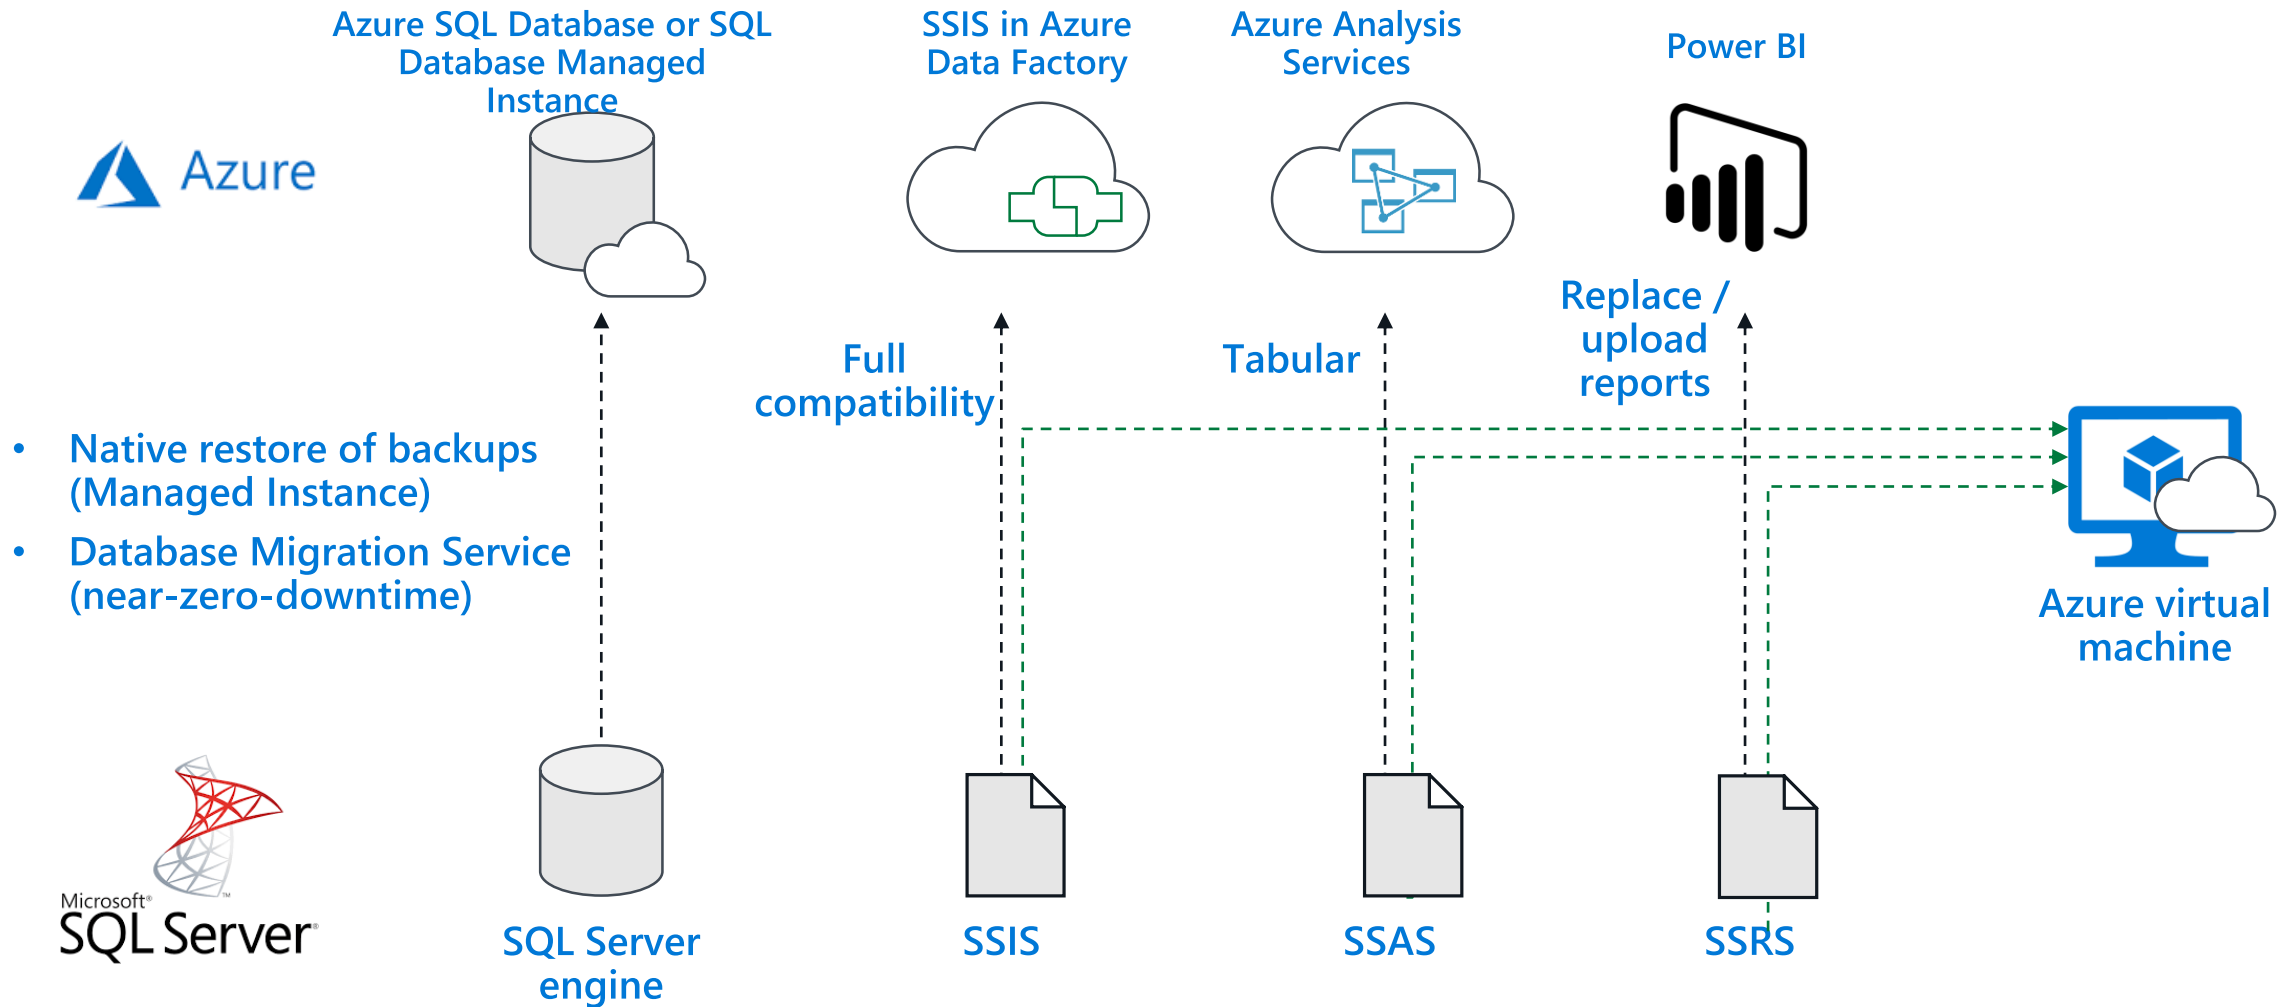 Azure SQL Database or SQL
Database Managed
Instance
SSIS in Azure
Data Factory
Azure Analysis
Services
Power BI
Azure
Replace /
upload
reports
Full
compatibility
Tabular
• Native restore of backups
(Managed Instance)
• Database Migration Service
(near-zero-downtime)
Azure virtual
machine
Microsoft®
SQL Server®
™
SQL Server
engine
SSIS
SSAS
SSRS